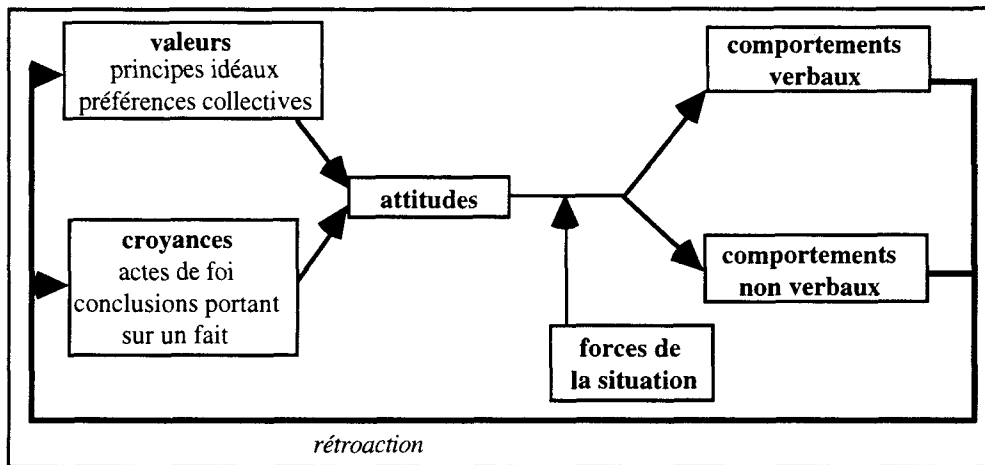 valeurs
principes idéaux
préférences collectives
croyances
actes de foi
conclusions portant
sur un fait
attitudes
forces de
la situation
comportements
verbaux
comportements
non verbaux
rétroaction